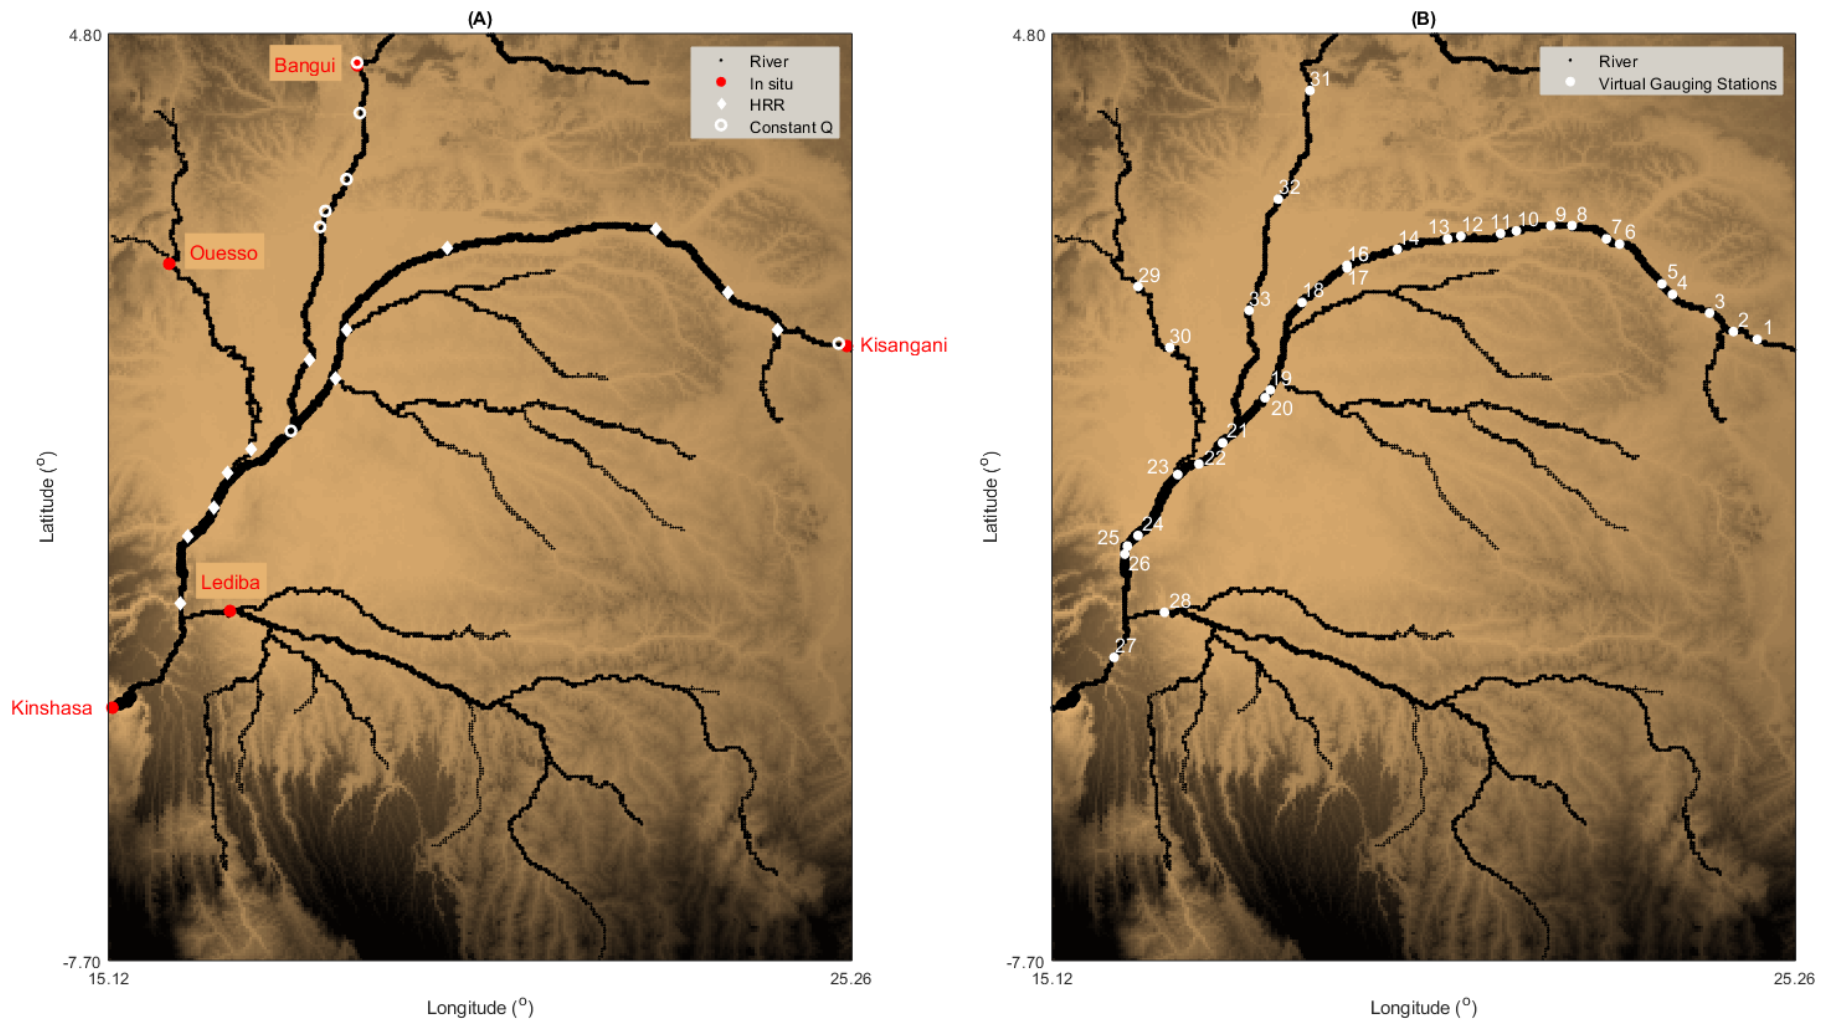 (A)
4.80
Bangui
River
In situ
HRR
Constant Q
Ouesso
Kisangani
Latitude (o)
Lediba
Kinshasa
-7.70
15.12
25.26
Longitude (o)
(B)
4.80
River
Virtual Gauging Stations
31
32
29
33
30
16
17
18
14
13
12
11
10
9
8
7
6
5
4
3
2
1
19
20
21
22
23
24
25
26
28
27
Latitude (o)
-7.70
15.12
25.26
Longitude (o)